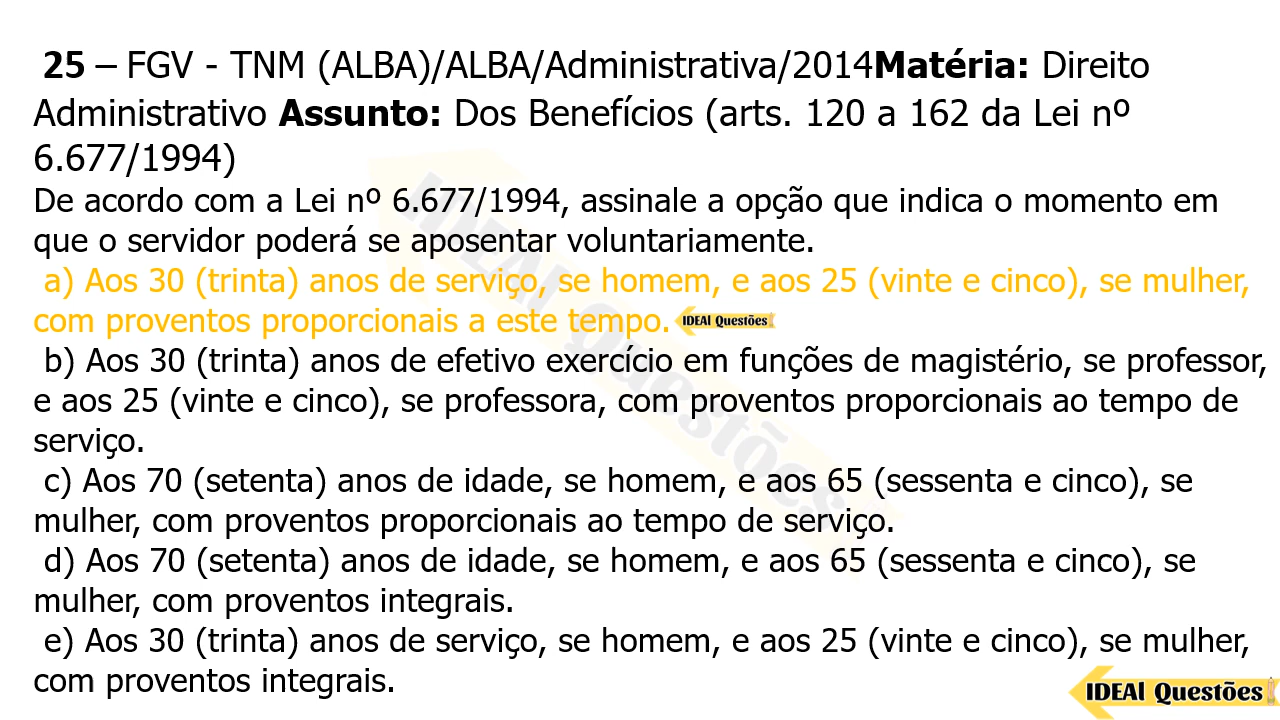 25 – FGV - TNM (ALBA)/ALBA/Administrativa/2014Matéria: Direito
Administrativo Assunto: Dos Benefícios (arts. 120 a 162 da Lei nº
6.677/1994)
De acordo com a Lei nº 6.677/1994, assinale a opção que indica o momento em
que o servidor poderá se aposentar voluntariamente.
a) Aos 30 (trinta) anos de serviço, se homem, e aos 25 (vinte e cinco), se mulher,
com proventos proporcionais a este tempo. IDEAl Questões
b) Aos 30 (trinta) anos de efetivo exercício em funções de magistério, se professor,
e aos 25 (vinte e cinco), se professora, com proventos proporcionais ao tempo de
serviço.
c) Aos 70 (setenta) anos de idade, se homem, e aos 65 (sessenta e cinco), se
mulher, com proventos proporcionais ao tempo de serviço.
d) Aos 70 (setenta) anos de idade, se homem, e aos 65 (sessenta e cinco), se
mulher, com proventos integrais.
e) Aos 30 (trinta) anos de serviço, se homem, e aos 25 (vinte e cinco), se mulher,
com proventos integrais.
IDEAl Questões
IDEAl Questões